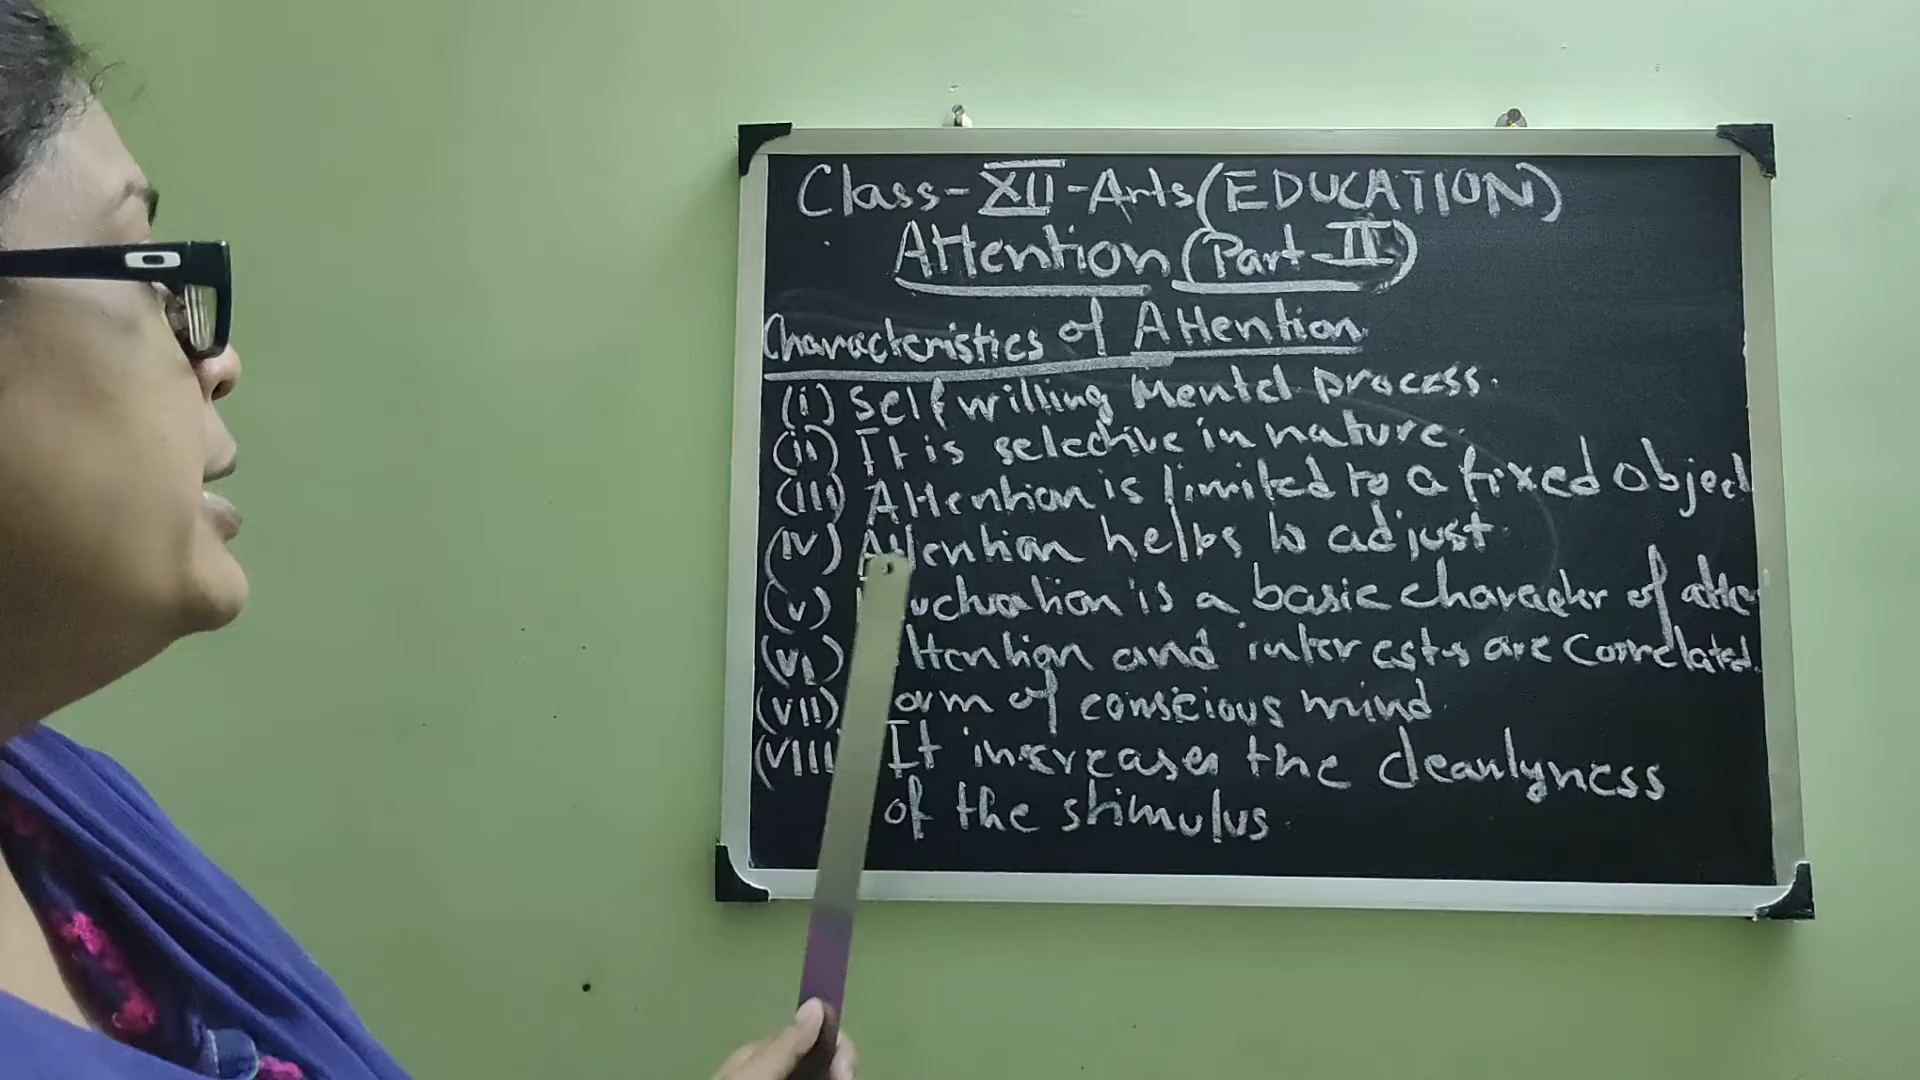 Class-XII-Arts(EDUCATION)
Attention (Part-II)
Characteristics of Attention
(i) Self willing Mental process.
(ii) It is selective in nature.
(iii) Attention is limited to a fixed object
(iv) Attention helps to adjust.
(v) uctuation is a basic character of atte
(vi) ttention and interests are correlated.
(vii) orm of conscious mind.
(viii) It increases the clearlyness
of the stimulus.